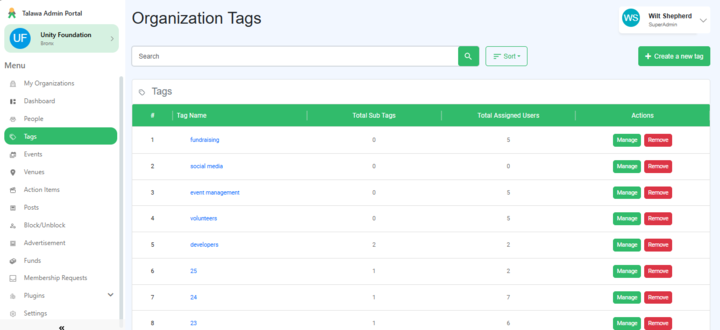 Talawa Admin Portal
UF
Unity Foundation
Bronx
Menu
My Organizations
Dashboard
People
Tags
Events
Venues
Action Items
Posts
Block/Unblock
Advertisement
Funds
Membership Requests
Plugins
Settings
Organization Tags
WS
Wilt Shepherd
SuperAdmin
Search
Sort
+ Create a new tag
Tags
# Tag Name Total Sub Tags Total Assigned Users Actions
1 fundraising 0 5 Manage Remove
2 social media 0 0 Manage Remove
3 event management 0 5 Manage Remove
4 volunteers 0 5 Manage Remove
5 developers 2 2 Manage Remove
6 25 1 2 Manage Remove
7 24 1 7 Manage Remove
8 23 1 6 Manage Remove